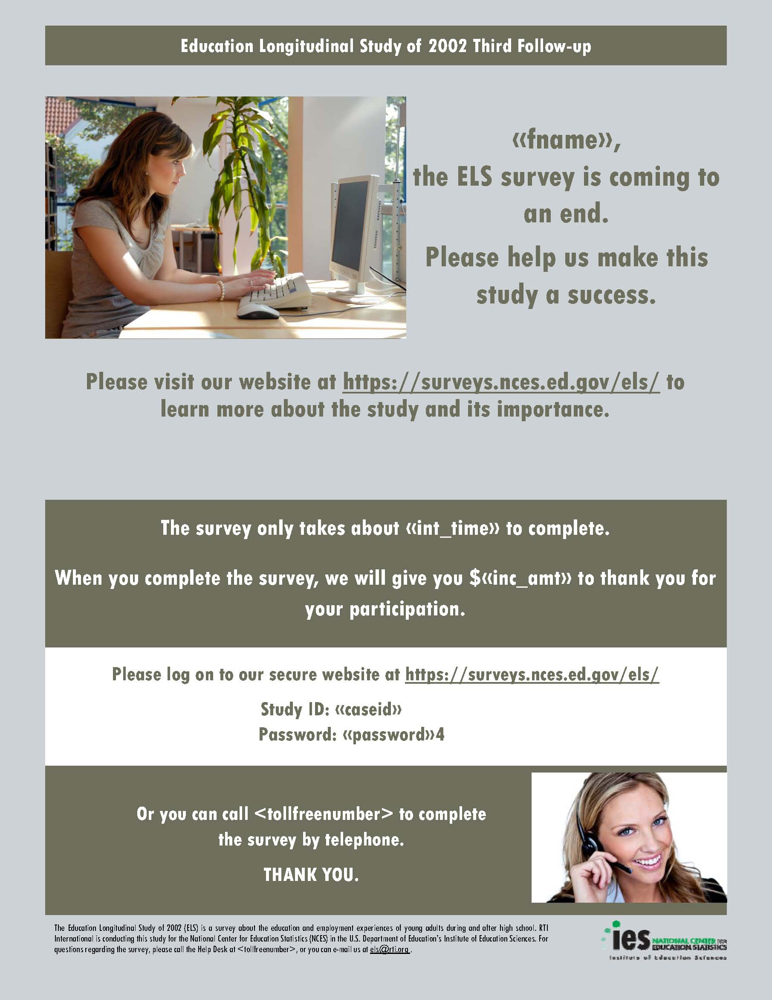 Education Longitudinal Study of 2002 Third Follow-up
«fname»,
the ELS survey is coming to
an end.
Please help us make this
study a success.
Please visit our website at https://surveys.nces.ed.gov/els/ to
learn more about the study and its importance.
The survey only takes about «int_time» to complete.
When you complete the survey, we will give you $«inc_amt» to thank you for
your participation.
Please log on to our secure website at https://surveys.nces.ed.gov/els/
Study ID: «caseid»
Password: «password»4
Or you can call <tollfreenumber> to complete
the survey by telephone.
THANK YOU.
The Education Longitudinal Study of 2002 (ELS) is a survey about the education and employment experiences of young adults during and after high school. RTI
International is conducting this study for the National Center for Education Statistics (NCES) in the U.S. Department of Education's Institute of Education Sciences. For
questions regarding the survey, please call the Help Desk at <tollfreenumber>, or you can e-mail us at els@rti.org .
ies NATIONAL CENTER FOR
EDUCATION STATISTICS
Institute of Education Sciences